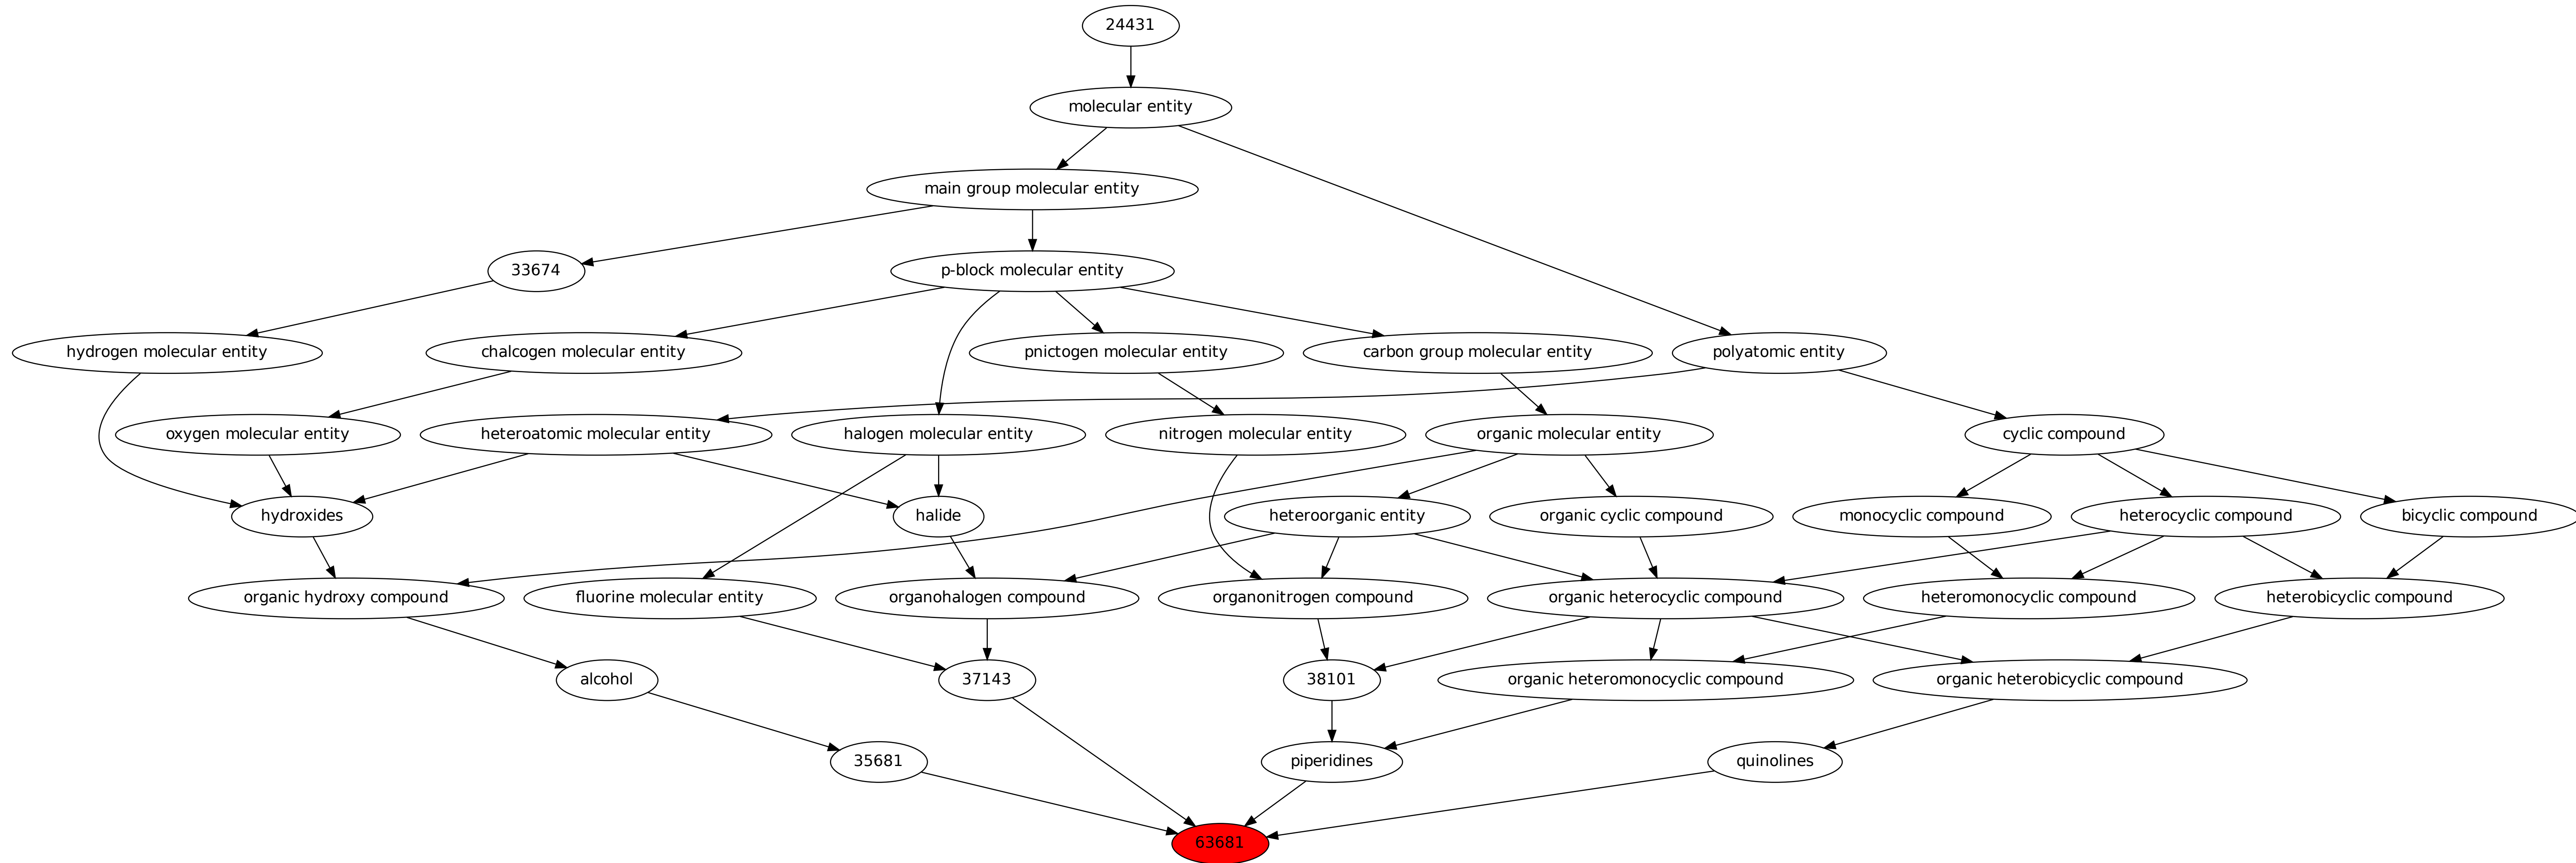 24431
molecular entity
main group molecular entity
33674
p-block molecular entity
hydrogen molecular entity
chalcogen molecular entity
pnictogen molecular entity
carbon group molecular entity
polyatomic entity
oxygen molecular entity
heteroatomic molecular entity
halogen molecular entity
nitrogen molecular entity
organic molecular entity
cyclic compound
hydroxides
halide
heteroorganic entity
organic cyclic compound
monocyclic compound
heterocyclic compound
bicyclic compound
organic hydroxy compound
fluorine molecular entity
organohalogen compound
organonitrogen compound
organic heterocyclic compound
heteromonocyclic compound
heterobicyclic compound
alcohol
37143
38101
organic heteromonocyclic compound
organic heterobicyclic compound
35681
piperidines
quinolines
63681